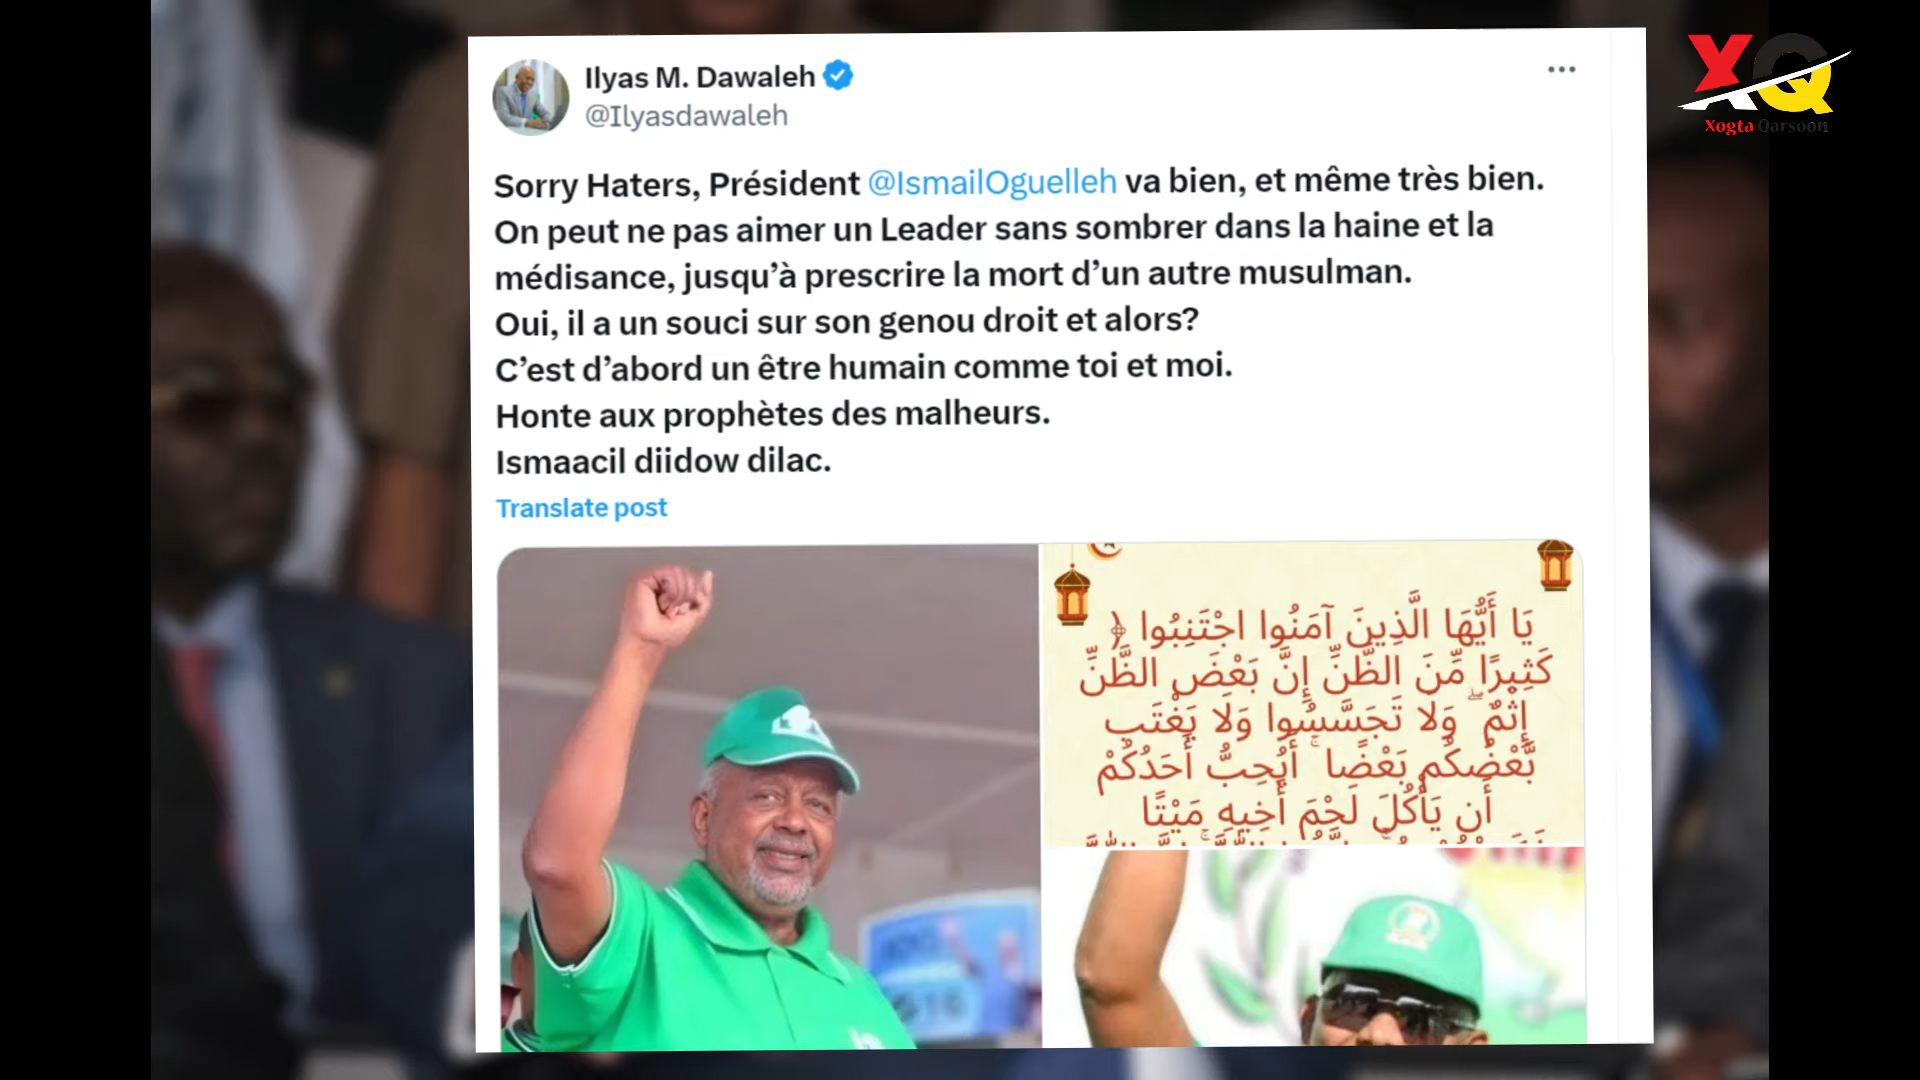 Ilyas M. Dawaleh
@Ilyasdawaleh
XQ
Xogta Qarsoon
Sorry Haters, Président @IsmailOguelleh va bien, et même très bien.
On peut ne pas aimer un Leader sans sombrer dans la haine et la
médisance, jusqu’à prescrire la mort d’un autre musulman.
Oui, il a un souci sur son genou droit et alors?
C’est d’abord un être humain comme toi et moi.
Honte aux prophètes des malheurs.
Ismaacil diidow dilac.
Translate post
يَا أَيُّهَا الَّذِينَ آمَنُوا اجْتَنِبُوا ﴿
كَثِيرًا مِّنَ الظَّنِّ إِنَّ بَعْضَ الظَّنِّ
إِثْمٌ ۖ وَلَا تَجَسَّسُوا وَلَا يَغْتَب
بَّعْضُكُم بَعْضًا ۚ أَيُحِبُّ أَحَدُكُمْ
أَن يَأْكُلَ لَحْمَ أَخِيهِ مَيْتًا